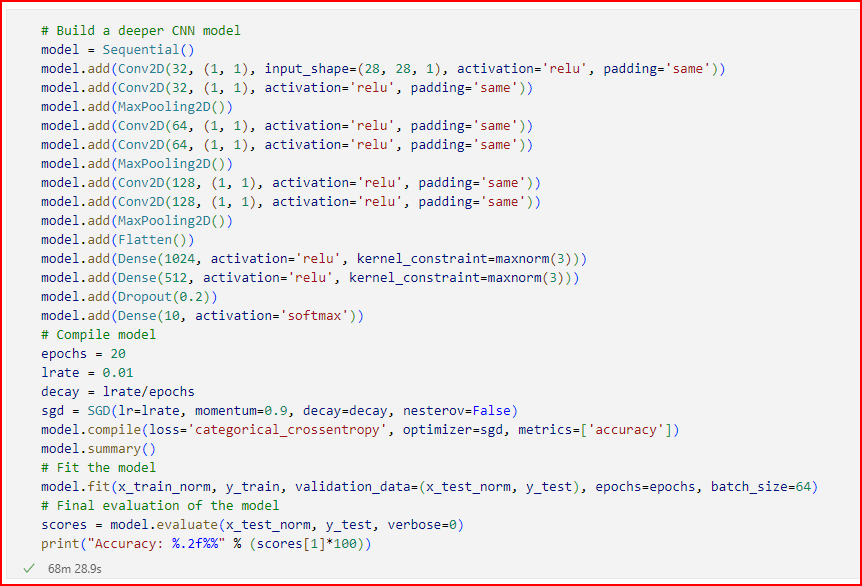 # Build a deeper CNN model
model = Sequential()
model.add(Conv2D(32, (1, 1), input_shape=(28, 28, 1), activation='relu', padding='same'))
model.add(Conv2D(32, (1, 1), activation='relu', padding='same'))
model.add(MaxPooling2D())
model.add(Conv2D(64, (1, 1), activation='relu', padding='same'))
model.add(Conv2D(64, (1, 1), activation='relu', padding='same'))
model.add(MaxPooling2D())
model.add(Conv2D(128, (1, 1), activation='relu', padding='same'))
model.add(Conv2D(128, (1, 1), activation='relu', padding='same'))
model.add(MaxPooling2D())
model.add(Flatten())
model.add(Dense(1024, activation='relu', kernel_constraint=maxnorm(3)))
model.add(Dense(512, activation='relu', kernel_constraint=maxnorm(3)))
model.add(Dropout(0.2))
model.add(Dense(10, activation='softmax'))
# Compile model
epochs = 20
lrate = 0.01
decay = lrate/epochs
sgd = SGD(lr=lrate, momentum=0.9, decay=decay, nesterov=False)
model.compile(loss='categorical_crossentropy', optimizer=sgd, metrics=['accuracy'])
model.summary()
# Fit the model
model.fit(x_train_norm, y_train, validation_data=(x_test_norm, y_test), epochs=epochs, batch_size=64)
# Final evaluation of the model
scores = model.evaluate(x_test_norm, y_test, verbose=0)
print("Accuracy: %.2f%%" % (scores[1]*100))
✓ 68m 28.9s